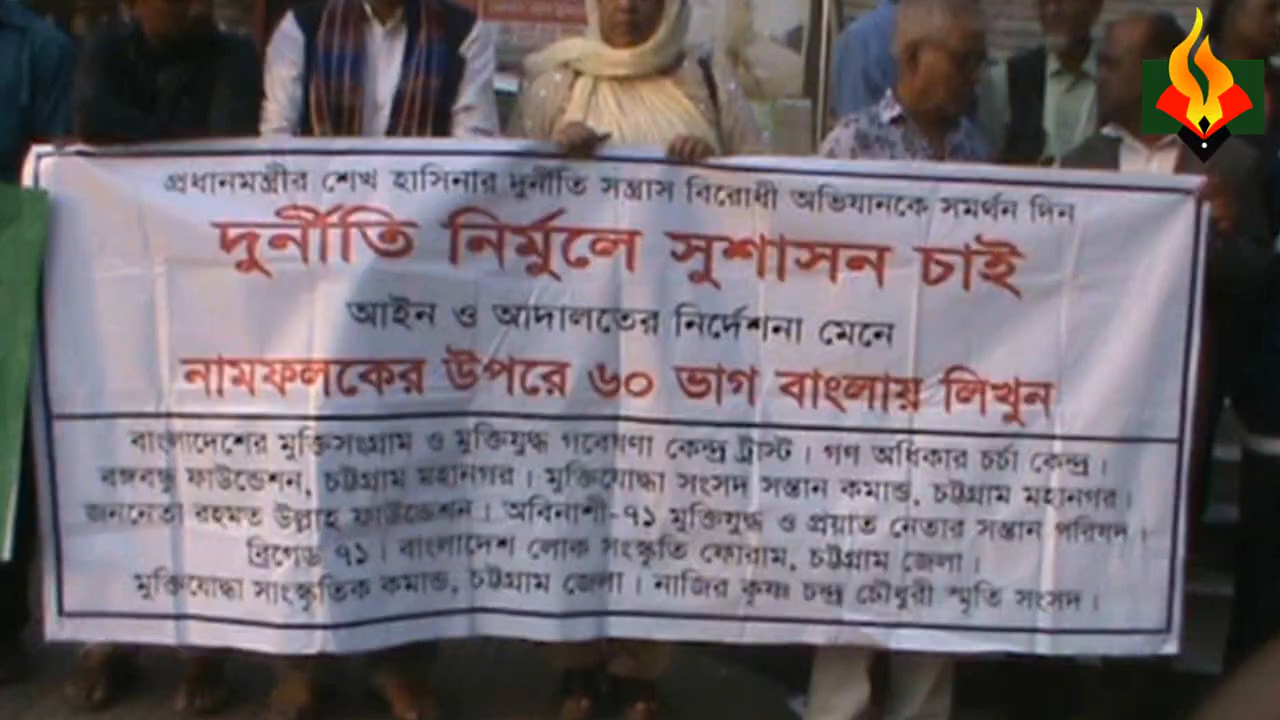 প্রধানমন্ত্রীর শেখ হাসিনার দুর্নীতি সন্ত্রাস বিরোধী অভিযানকে সমর্থন দিন
দুর্নীতি নির্মুলে সুশাসন চাই
আইন ও আদালতের নির্দেশনা মেনে
নামফলকের উপরে ৬০ ভাগ বাংলায় লিখুন
বাংলাদেশের মুক্তিসংগ্রাম ও মুক্তিযুদ্ধ গবেষণা কেন্দ্র ট্রাস্ট । গণ অধিকার চর্চা কেন্দ্র ।
বঙ্গবন্ধু ফাউন্ডেশন, চট্টগ্রাম মহানগর । মুক্তিযোদ্ধা সংসদ সন্তান কমান্ড, চট্টগ্রাম মহানগর ।
জননেতা রহমত উল্লাহ ফাউন্ডেশন । অবিনাশী-৭১ মুক্তিযুদ্ধ ও প্রয়াত নেতার সন্তান পরিষদ ।
ব্রিগেড ৭১ । বাংলাদেশ লোক সংস্কৃতি ফোরাম, চট্টগ্রাম জেলা ।
মুক্তিযোদ্ধা সাংস্কৃতিক কমান্ড, চট্টগ্রাম জেলা । নাজির কৃষ্ণ চন্দ্র চৌধুরী স্মৃতি সংসদ ।